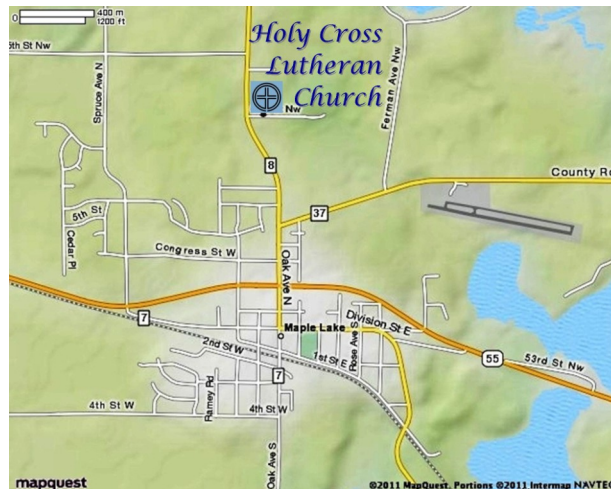 0 400 m
1200 ft
Holy Cross
Lutheran
Church
5th St Nw
Spruce Ave N
Ferman Ave Nw
Nw
8
County Ro
37
5th St
Cedar Pl
Congress St W
Oak Ave N
7
Maple Lake
Division St E
2nd St W
1st St E
Rose Ave S
55
53rd St Nw
7
Ramey Rd
4th St W
4th St W
Oak Ave S
mapquest
©2011 MapQuest, Portions ©2011 Intermap NAVTEC